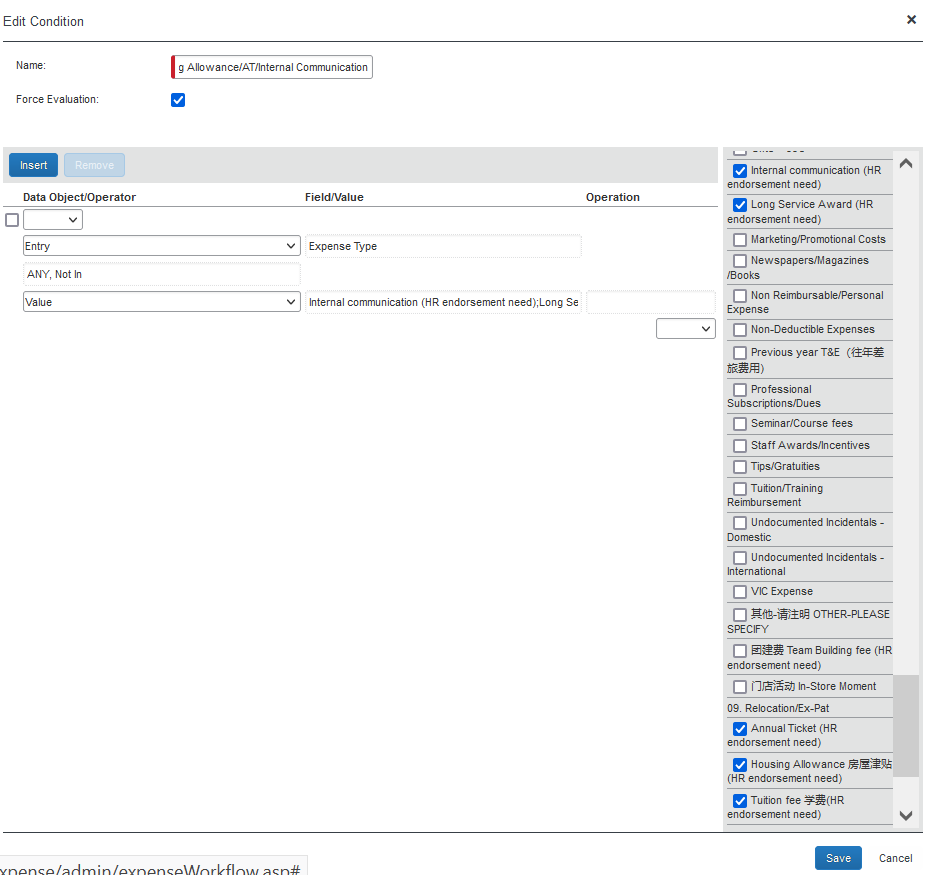 Edit Condition
Name:
g Allowance/AT/Internal Communication
Force Evaluation:
Insert
Remove
Data Object/Operator
Field/Value
Operation
Entry
Expense Type
ANY, Not In
Value
Internal communication (HR endorsement need);Long Se
Internal communication (HR
endorsement need)
Long Service Award (HR
endorsement need)
Marketing/Promotional Costs
Newspapers/Magazines
/Books
Non Reimbursable/Personal
Expense
Non-Deductible Expenses
Previous year T&E（往年差
旅费用）
Professional
Subscriptions/Dues
Seminar/Course fees
Staff Awards/Incentives
Tips/Gratuities
Tuition/Training
Reimbursement
Undocumented Incidentals -
Domestic
Undocumented Incidentals -
International
VIC Expense
其他-请注明 OTHER-PLEASE
SPECIFY
团建费 Team Building fee (HR
endorsement need)
门店活动 In-Store Moment
09. Relocation/Ex-Pat
Annual Ticket (HR
endorsement need)
Housing Allowance 房屋津贴
(HR endorsement need)
Tuition fee 学费(HR
endorsement need)
Save
Cancel
xpense/admin/expenseWorkflow.asp#